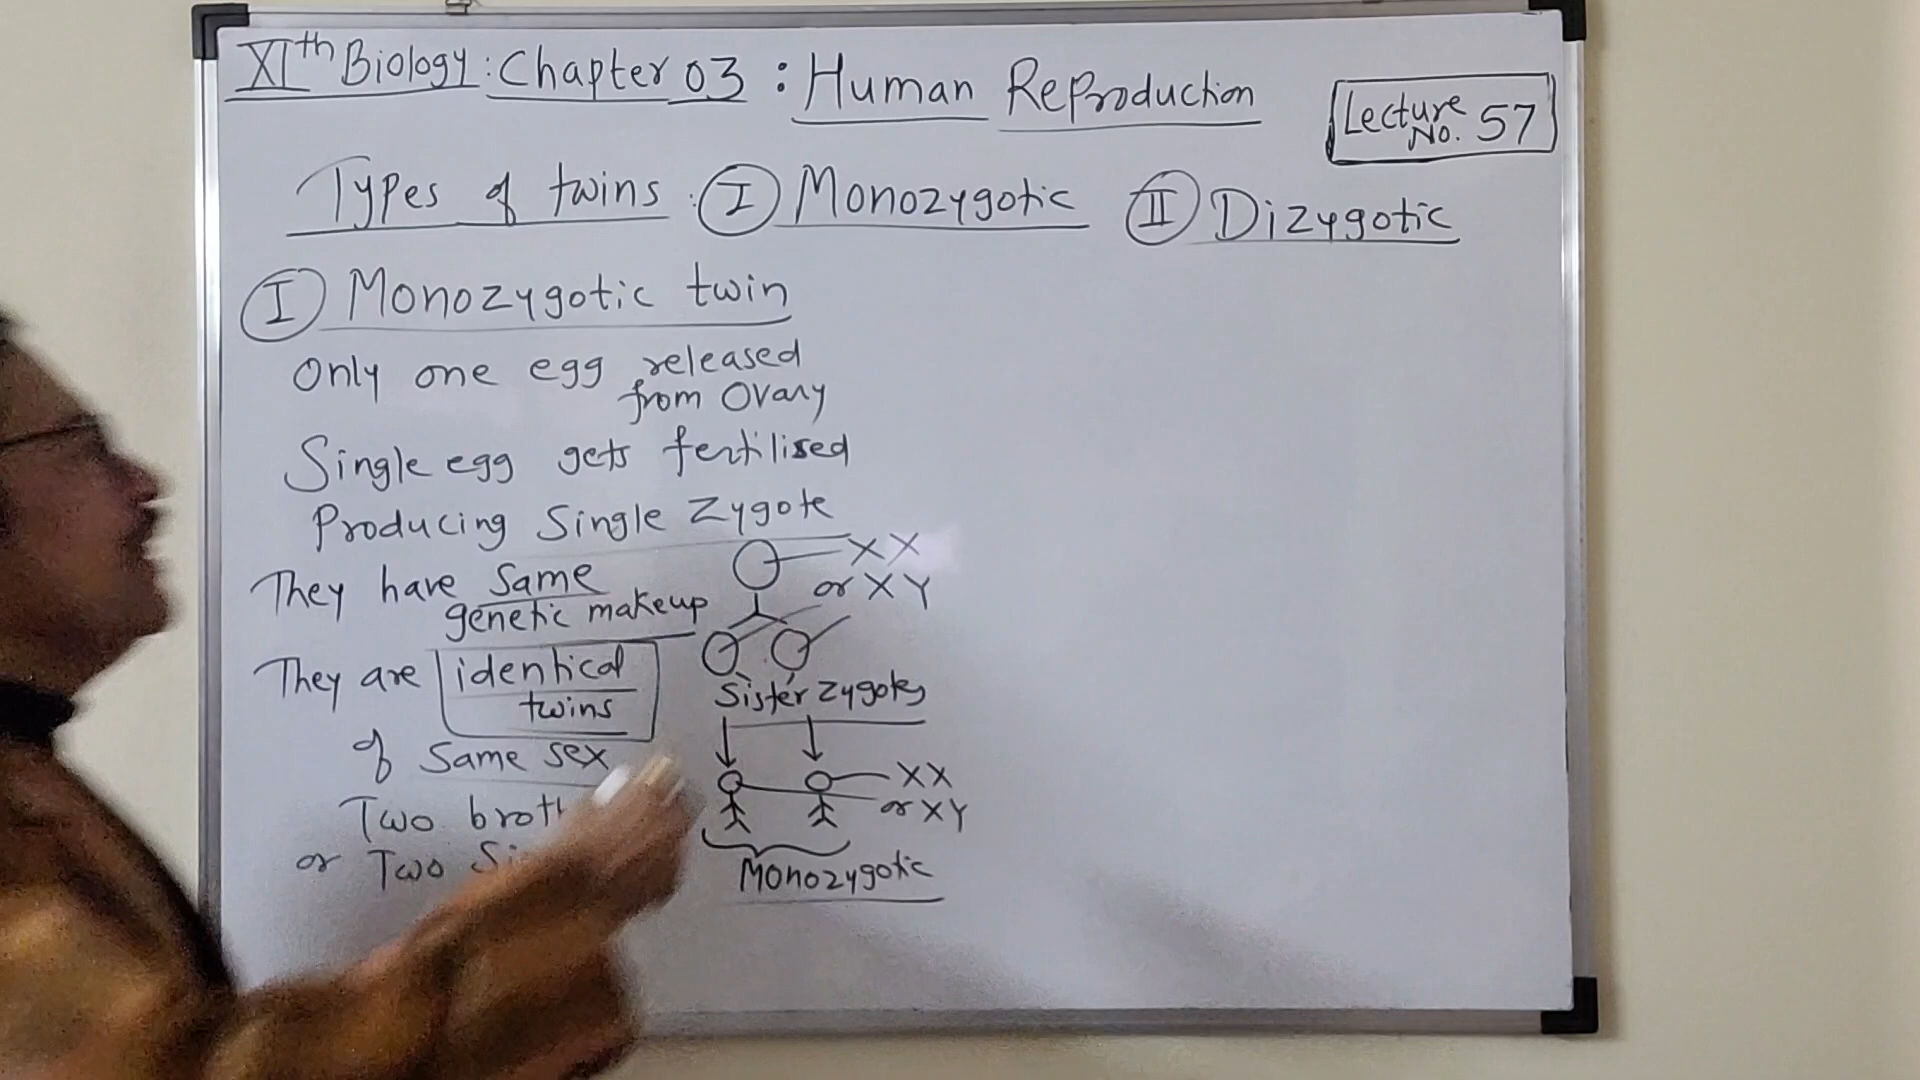 XIth Biology: Chapter 03 : Human Reproduction
Lecture No. 57
Types of twins : I Monozygotic II Dizygotic
I Monozygotic twin
Only one egg released
from Ovary
Single egg gets fertilised
Producing Single Zygote
XX
or XY
They have same
genetic makeup
They are identical
twins
Sister Zygotes
of Same sex
XX
or XY
Two
or Two
Monozygotic